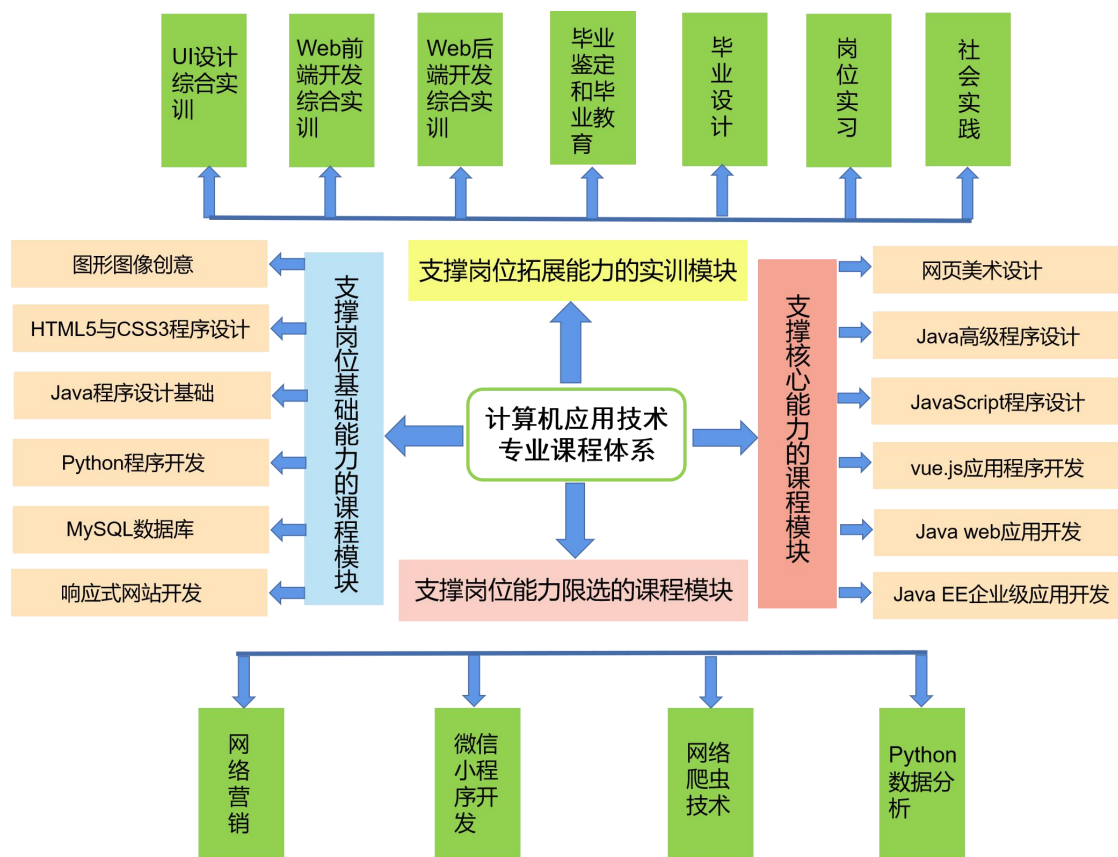 UI设计
综合实
训
Web前
端开发
综合实
训
Web后
端开发
综合实
训
毕业
鉴定
和毕
业教
育
毕业设计
岗位实习
社会实践
支撑岗位拓展能力的实训模块
图形图像创意
HTML5与CSS3程序设计
Java程序设计基础
Python程序开发
MySQL数据库
响应式网站开发
支撑岗位基础能力的课程模块
计算机应用技术
专业课程体系
支撑核心能力的课程模块
网页美术设计
Java高级程序设计
JavaScript程序设计
vue.js应用程序开发
Java web应用开发
Java EE企业级应用开发
支撑岗位能力限选的课程模块
网络营销
微信
小程
序开
发
网络
爬虫
技术
Python
数据分
析